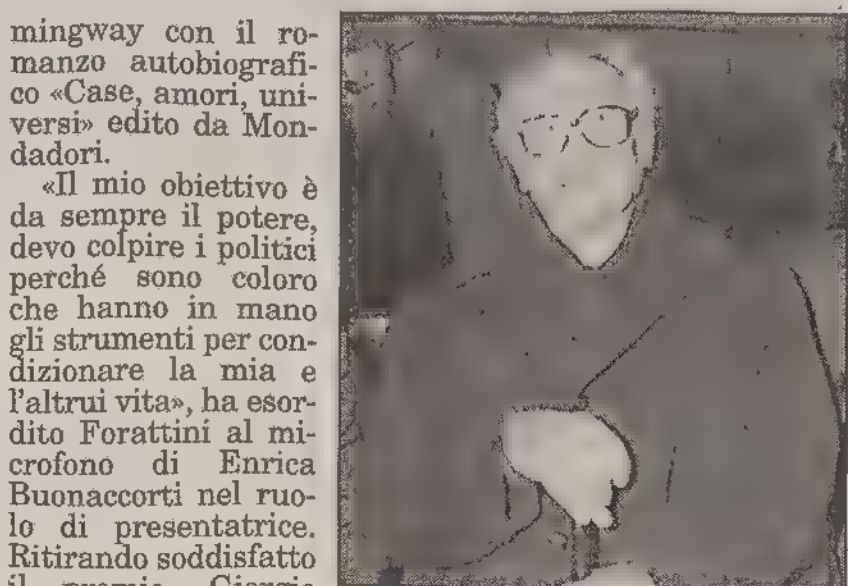 mingway con il ro-
manzo autobiografi-
co «Case, amori, uni-
versi» edito da Mon-
dadori.
«Il mio obiettivo è
da sempre il potere,
devo colpire i politici
perché sono coloro
che hanno in mano
gli strumenti per con-
dizionare la mia e
l'altrui vita», ha esor-
dito Forattini al mi-
crofono di Enrica
Buonaccorti nel ruo-
lo di presentatrice.
Ritirando soddisfatto
il premio, Giorgio